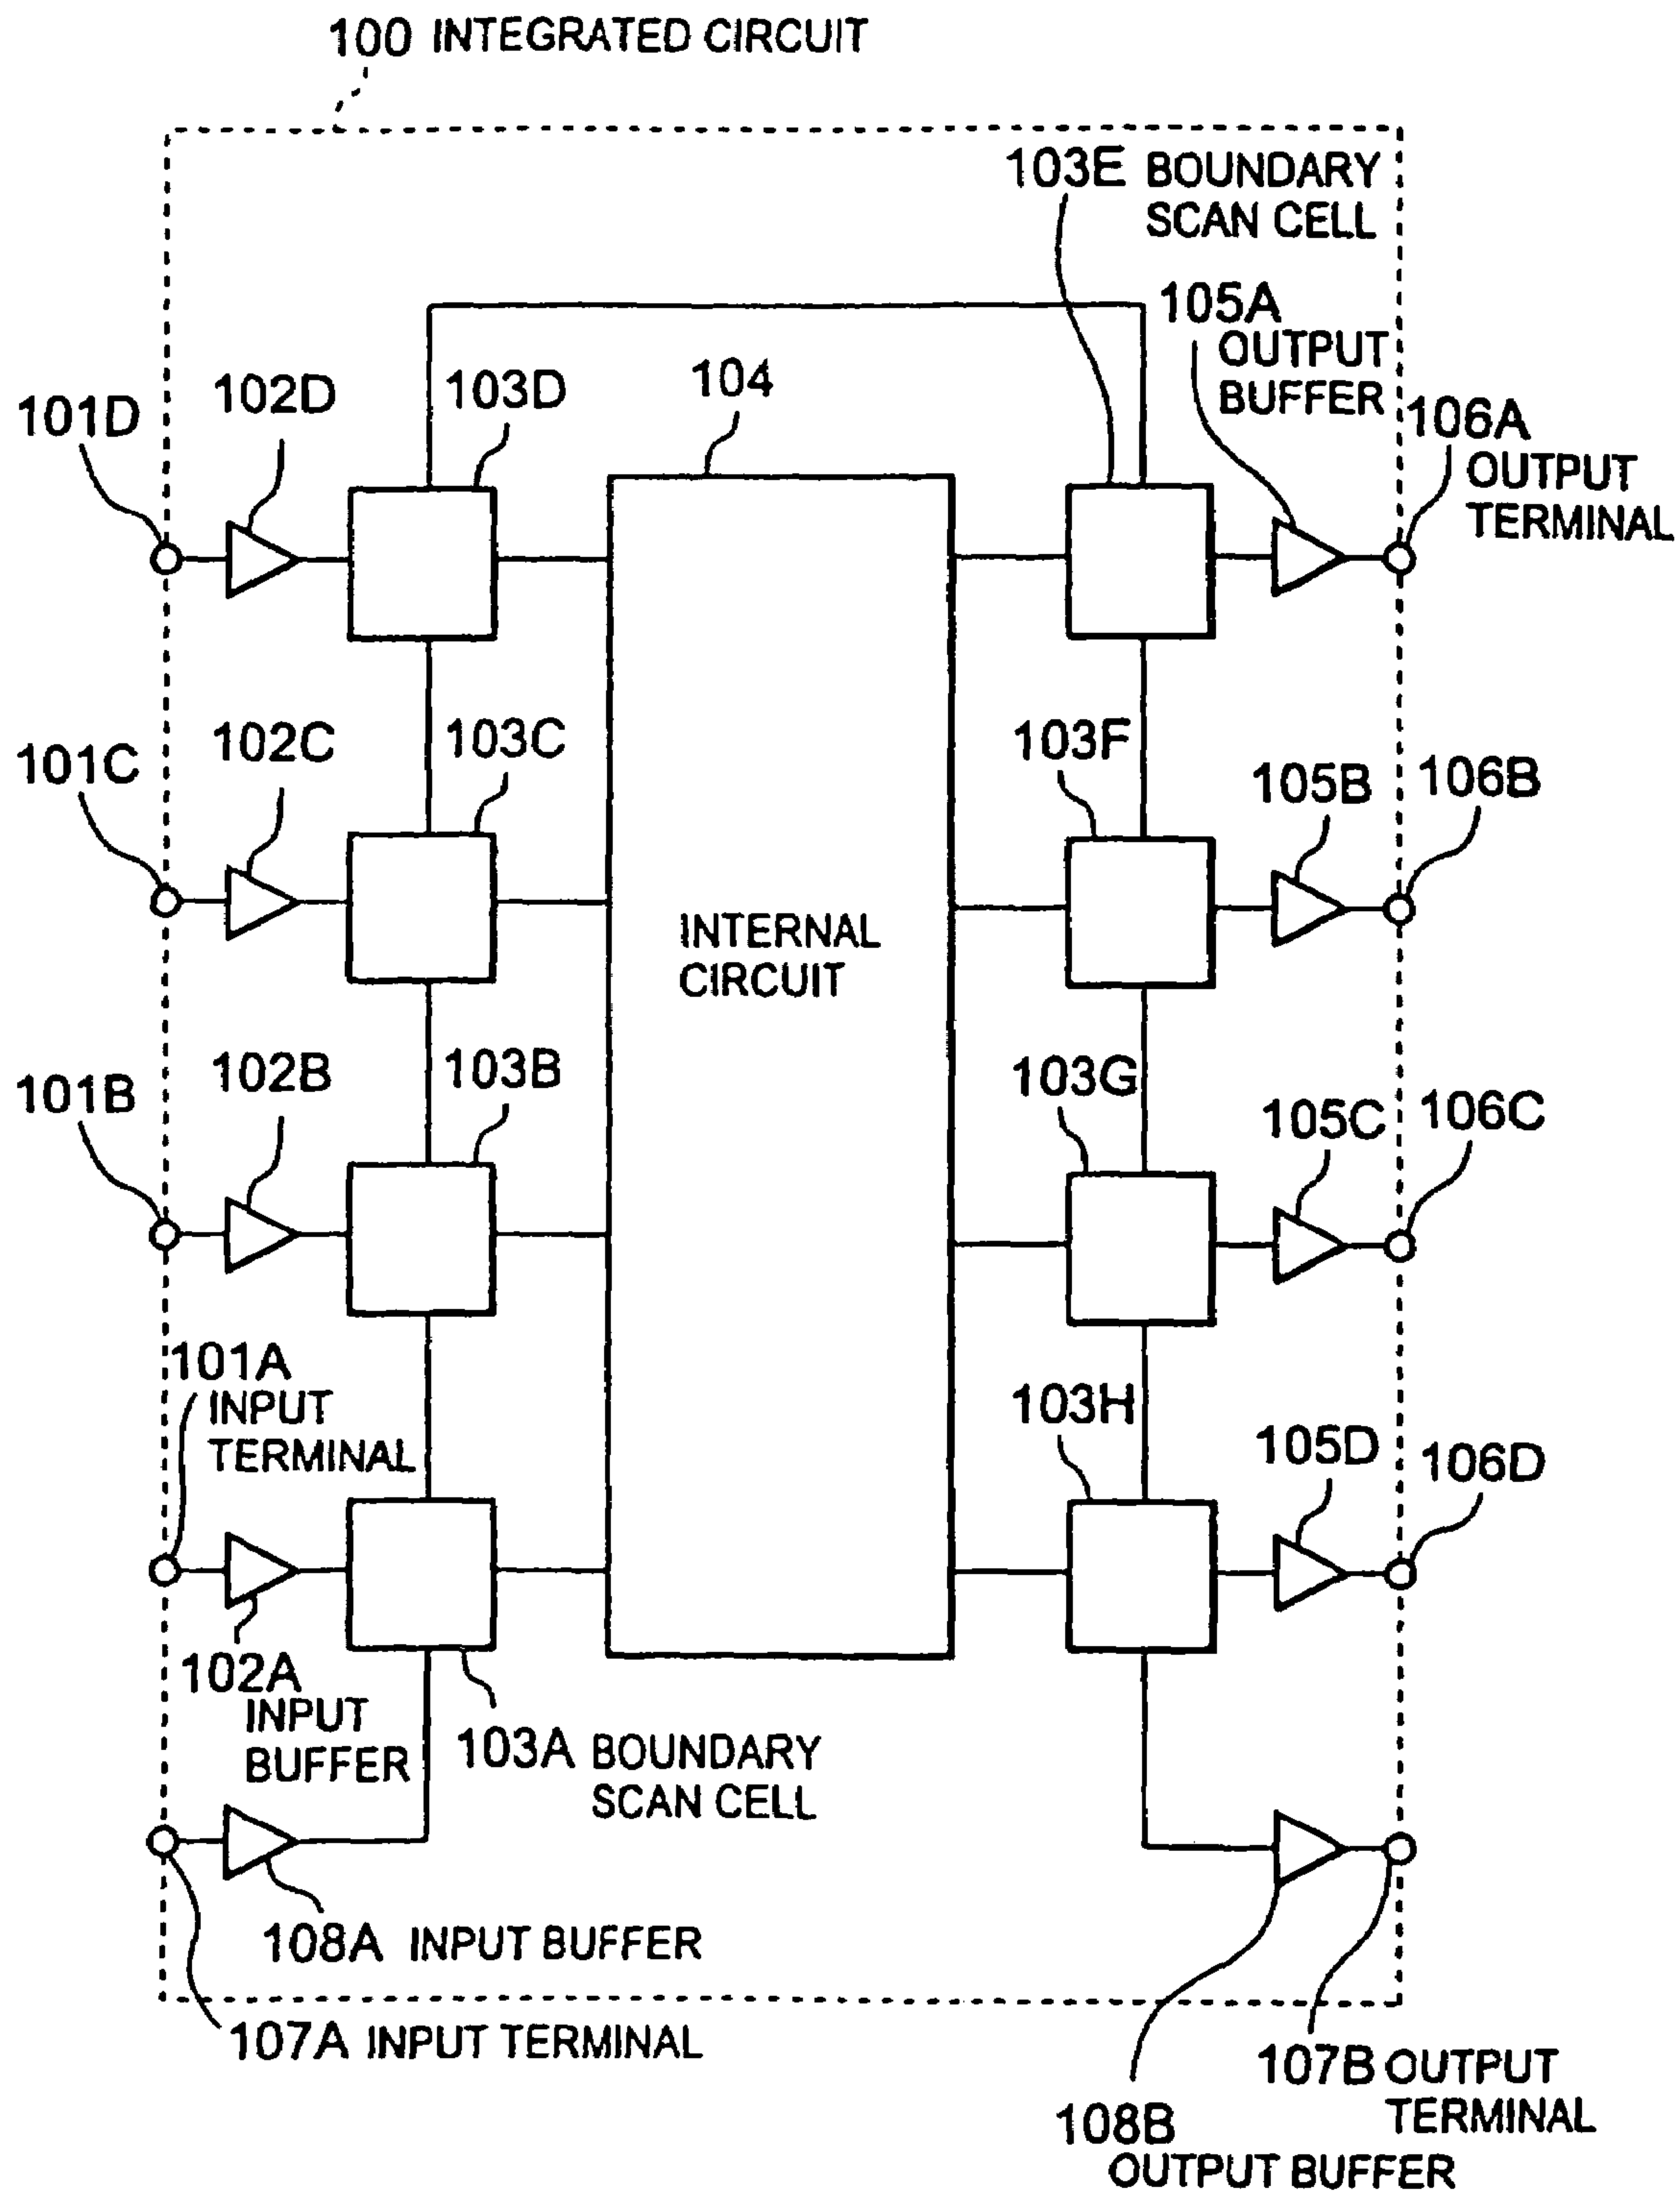 100 INTEGRATED CIRCUIT
103E BOUNDARY
SCAN CELL
105A
OUTPUT
BUFFER
104
103D
102D
101D
106A
OUTPUT
TERMINAL
102C
103C
101C
103F
105B
106B
INTERNAL
CIRCUIT
102B
103B
101B
103G
105C
106C
101A
INPUT
TERMINAL
103H
105D
106D
102A
INPUT
BUFFER
103A BOUNDARY
SCAN CELL
108A INPUT BUFFER
107A INPUT TERMINAL
107B OUTPUT
TERMINAL
108B
OUTPUT BUFFER